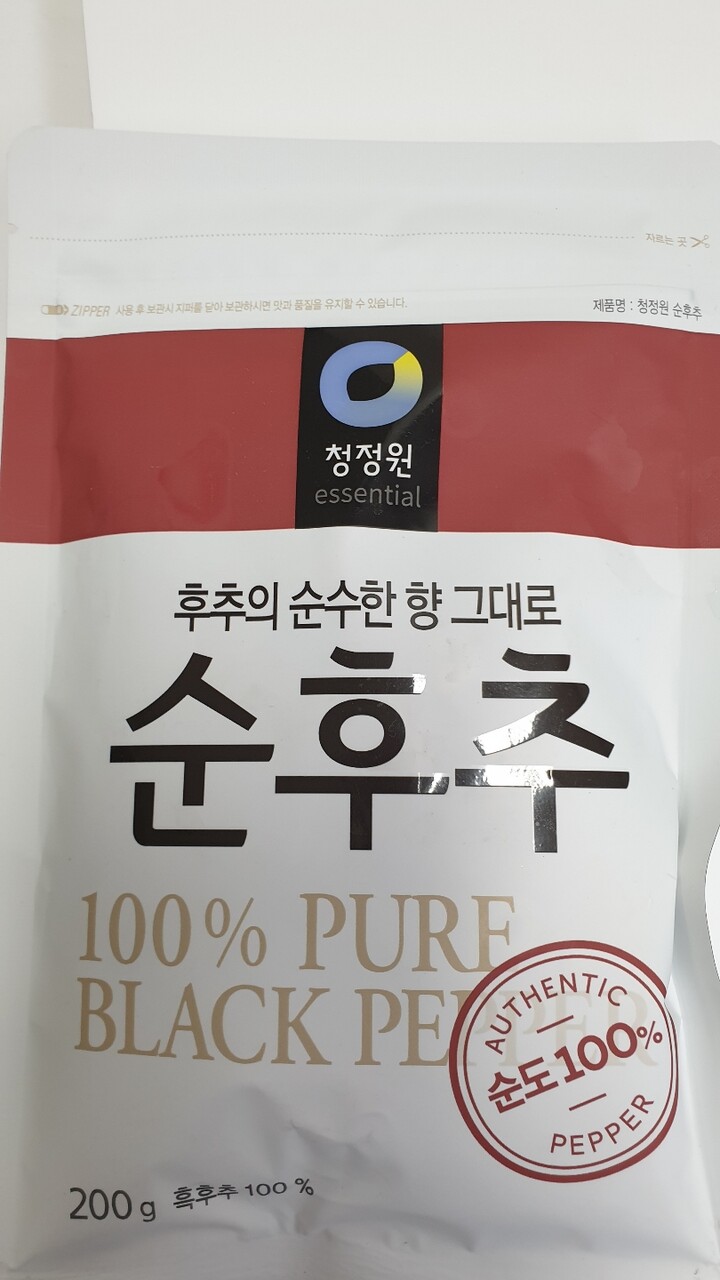 자르는 곳
ZIPPER 사용 후 보관시 지퍼를 닫아 보관하시면 맛과 품질을 유지할 수 있습니다.
제품명 : 청정원 순후추
청정원
essential
후추의 순수한 향 그대로
순후추
100% PURE
BLACK PEPPER
AUTHENTIC
순도 100%
PEPPER
200g 흑후추 100 %